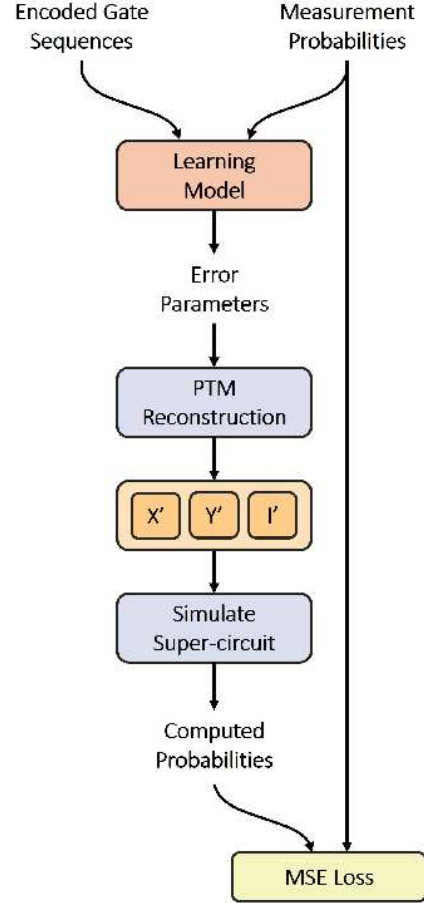 Encoded Gate
Sequences
Measurement
Probabilities
Learning
Model
Error
Parameters
PTM
Reconstruction
X' Y' I'
Simulate
Super-circuit
Computed
Probabilities
MSE Loss